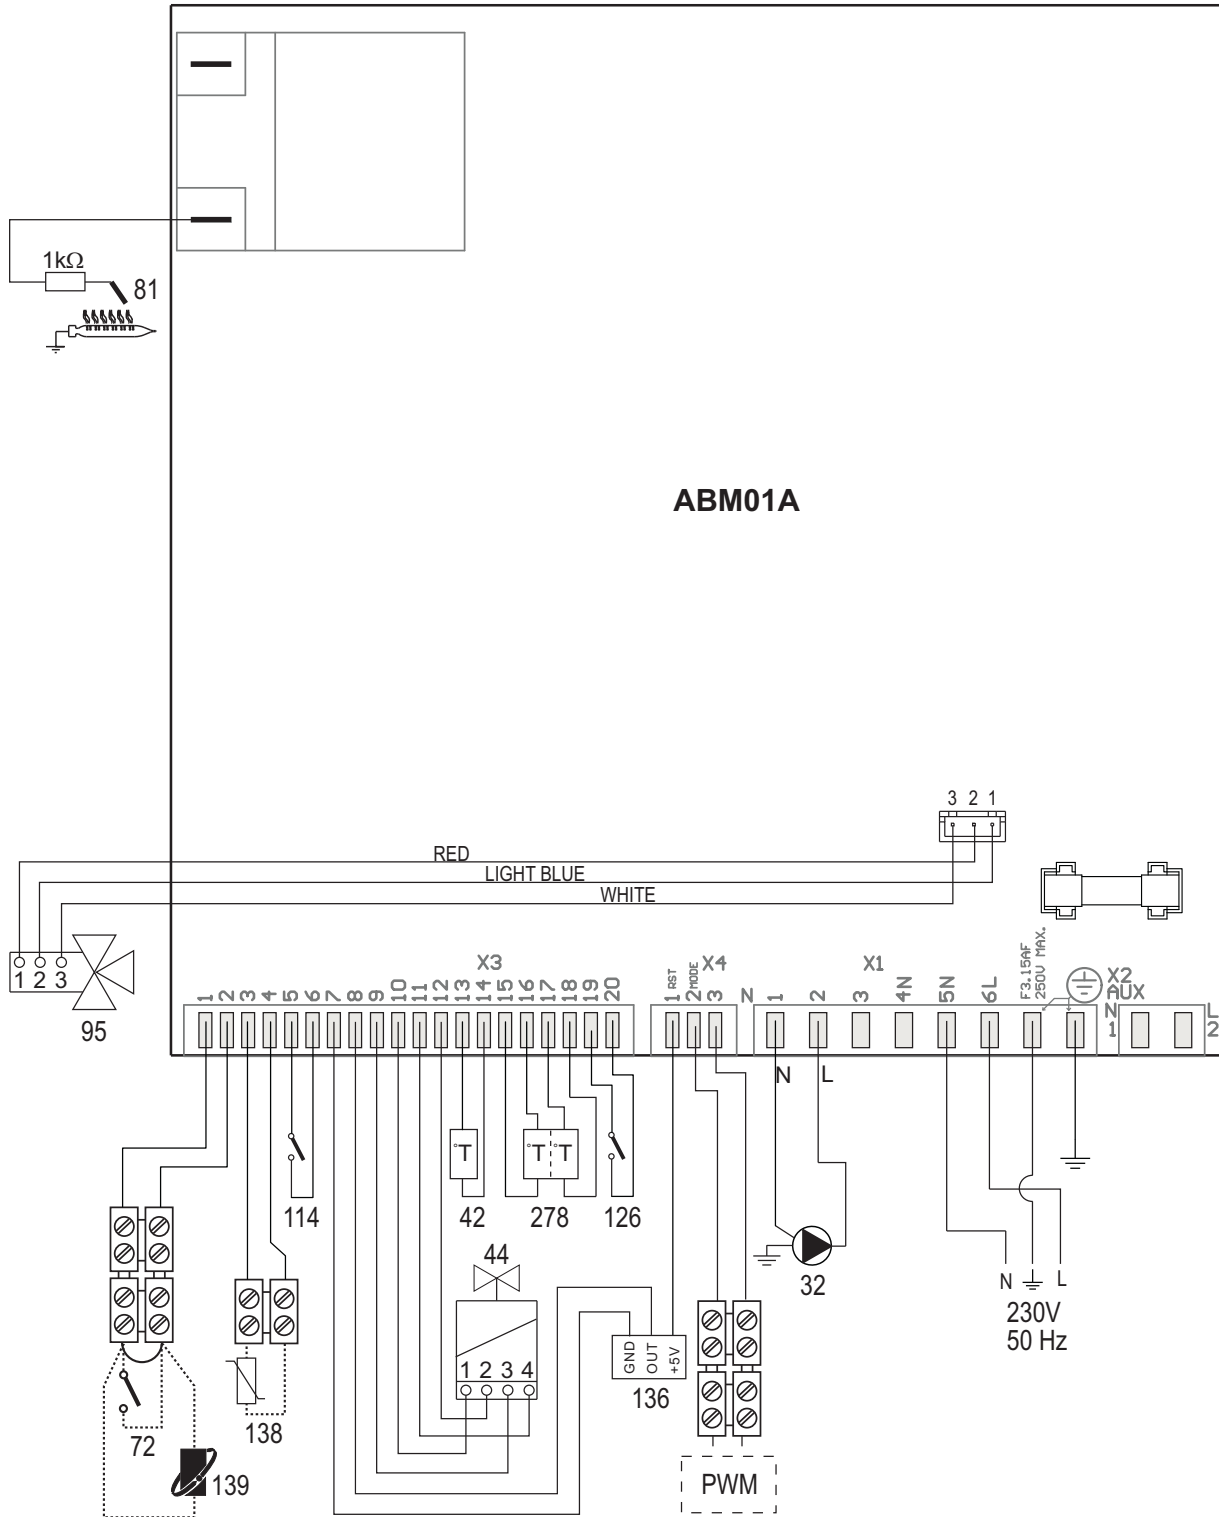 1kΩ
81
ABM01A
3 2 1
RED
LIGHT BLUE
WHITE
1 2 3
95
X3
1 2 3 4 5 6 7 8 9 10 11 12 13 14 15 16 17 18 19 20
X4
1 RST
2 MODE
3
X1
N 1 2 3 4N 5N 6L
F3.15AF
250V MAX.
X2
AUX
N
1
L
2
N L
°T
°T °T
114
42
278
126
44
1 2 3 4
GND
OUT
+5V
136
32
N L
230V
50 Hz
72
138
139
PWM